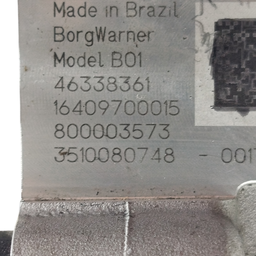 Made in Brazil
BorgWarner
Model B01
46338361
16409700015
800003573
3510080748 - 001